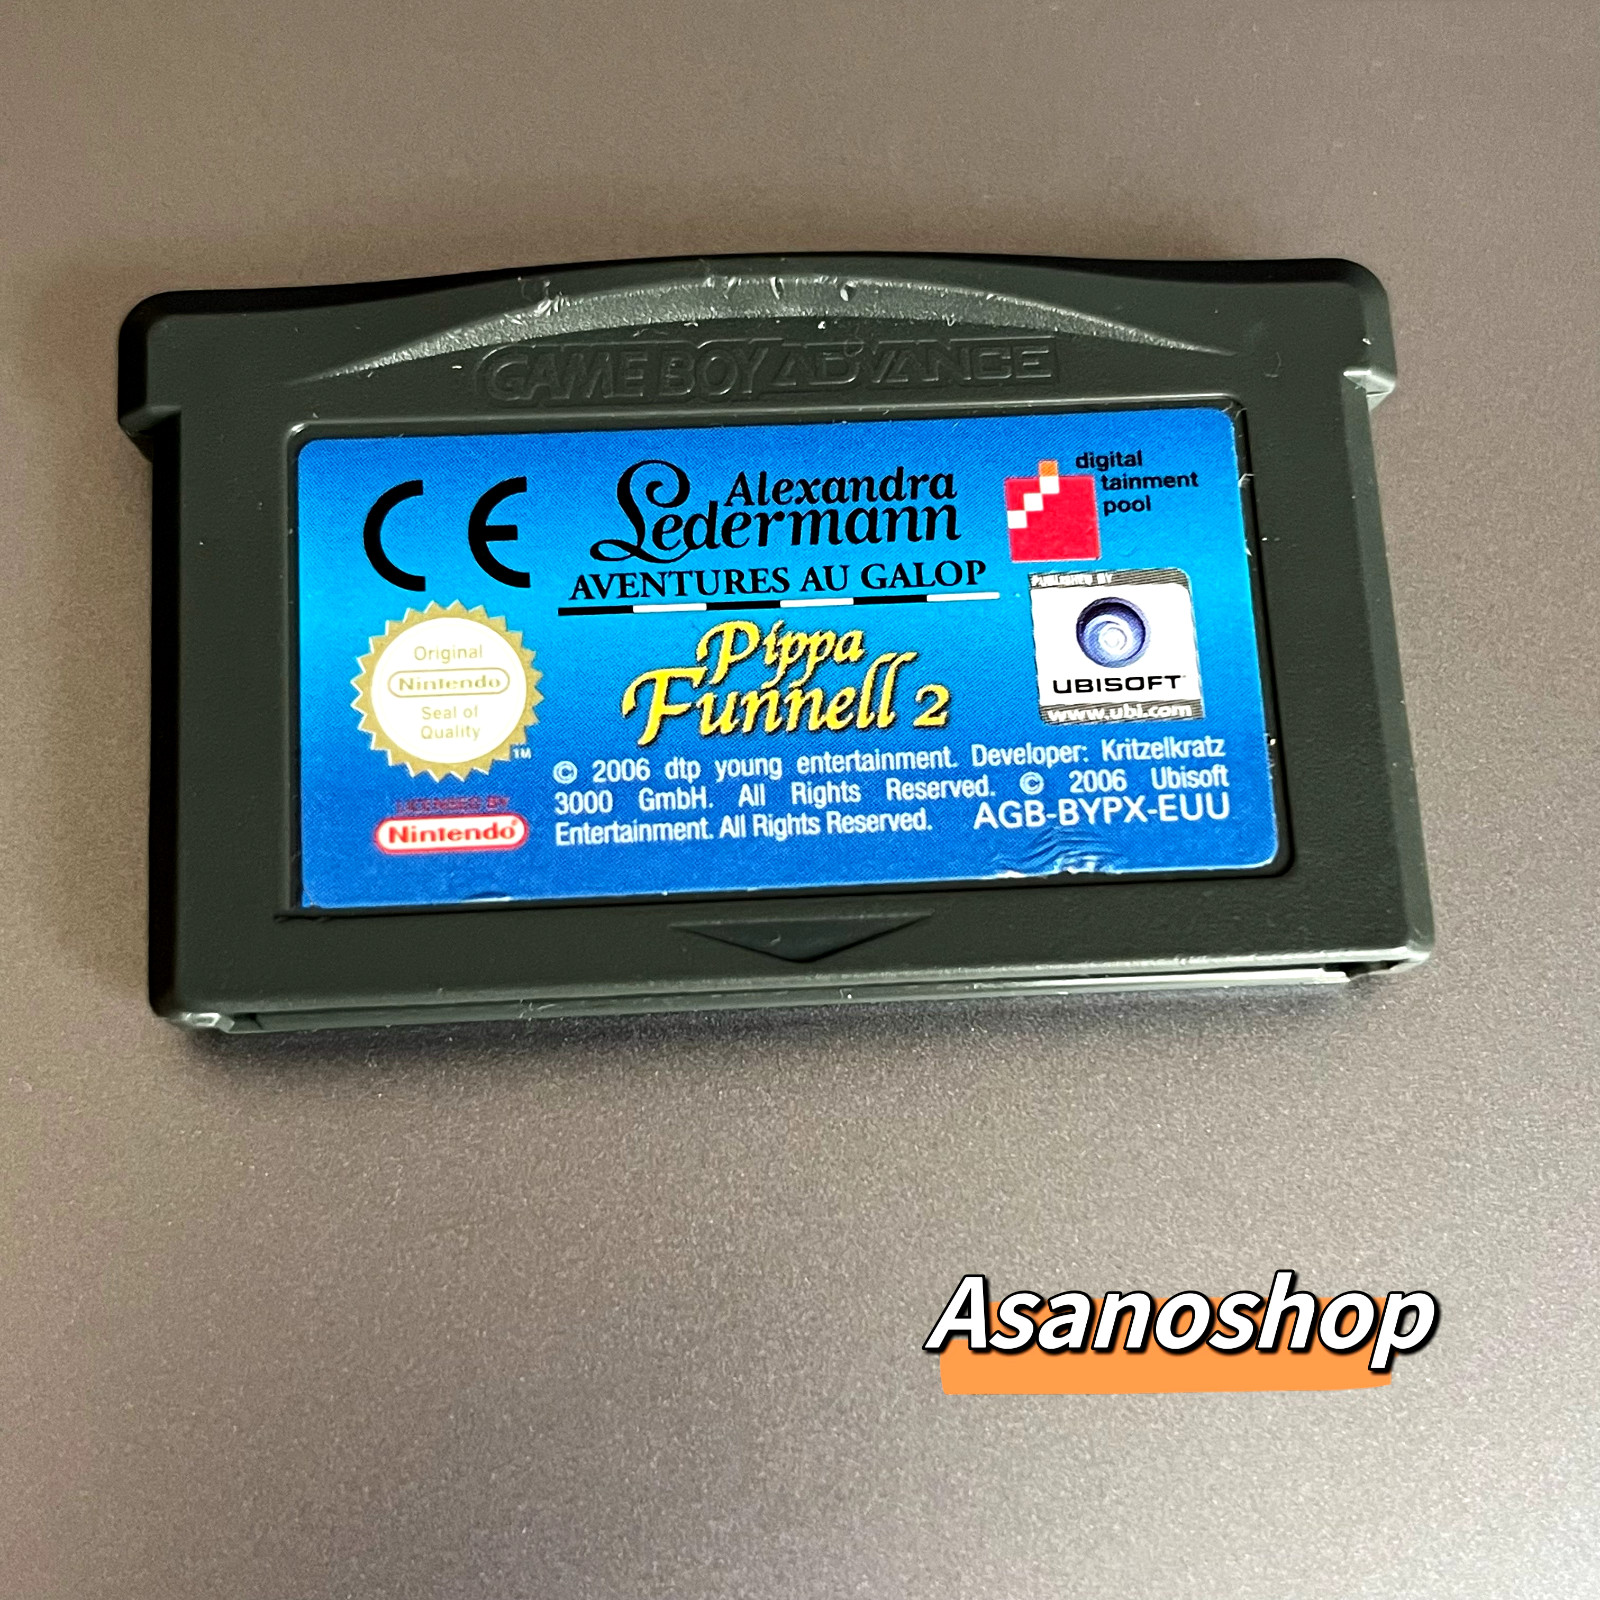 GAME BOY ADVANCE
CE
Alexandra
Ledermann
AVENTURES AU GALOP
digital
tainment
pool
PUBLISHED BY
UBISOFT
www.ubi.com
Pippa
Funnell 2
Original
Nintendo
Seal of
Quality
TM
LICENSED BY
Nintendo
© 2006 dtp young entertainment. Developer: Kritzelkratz
3000 GmbH. All Rights Reserved. © 2006 Ubisoft
Entertainment. All Rights Reserved.
AGB-BYPX-EUU
Asanoshop